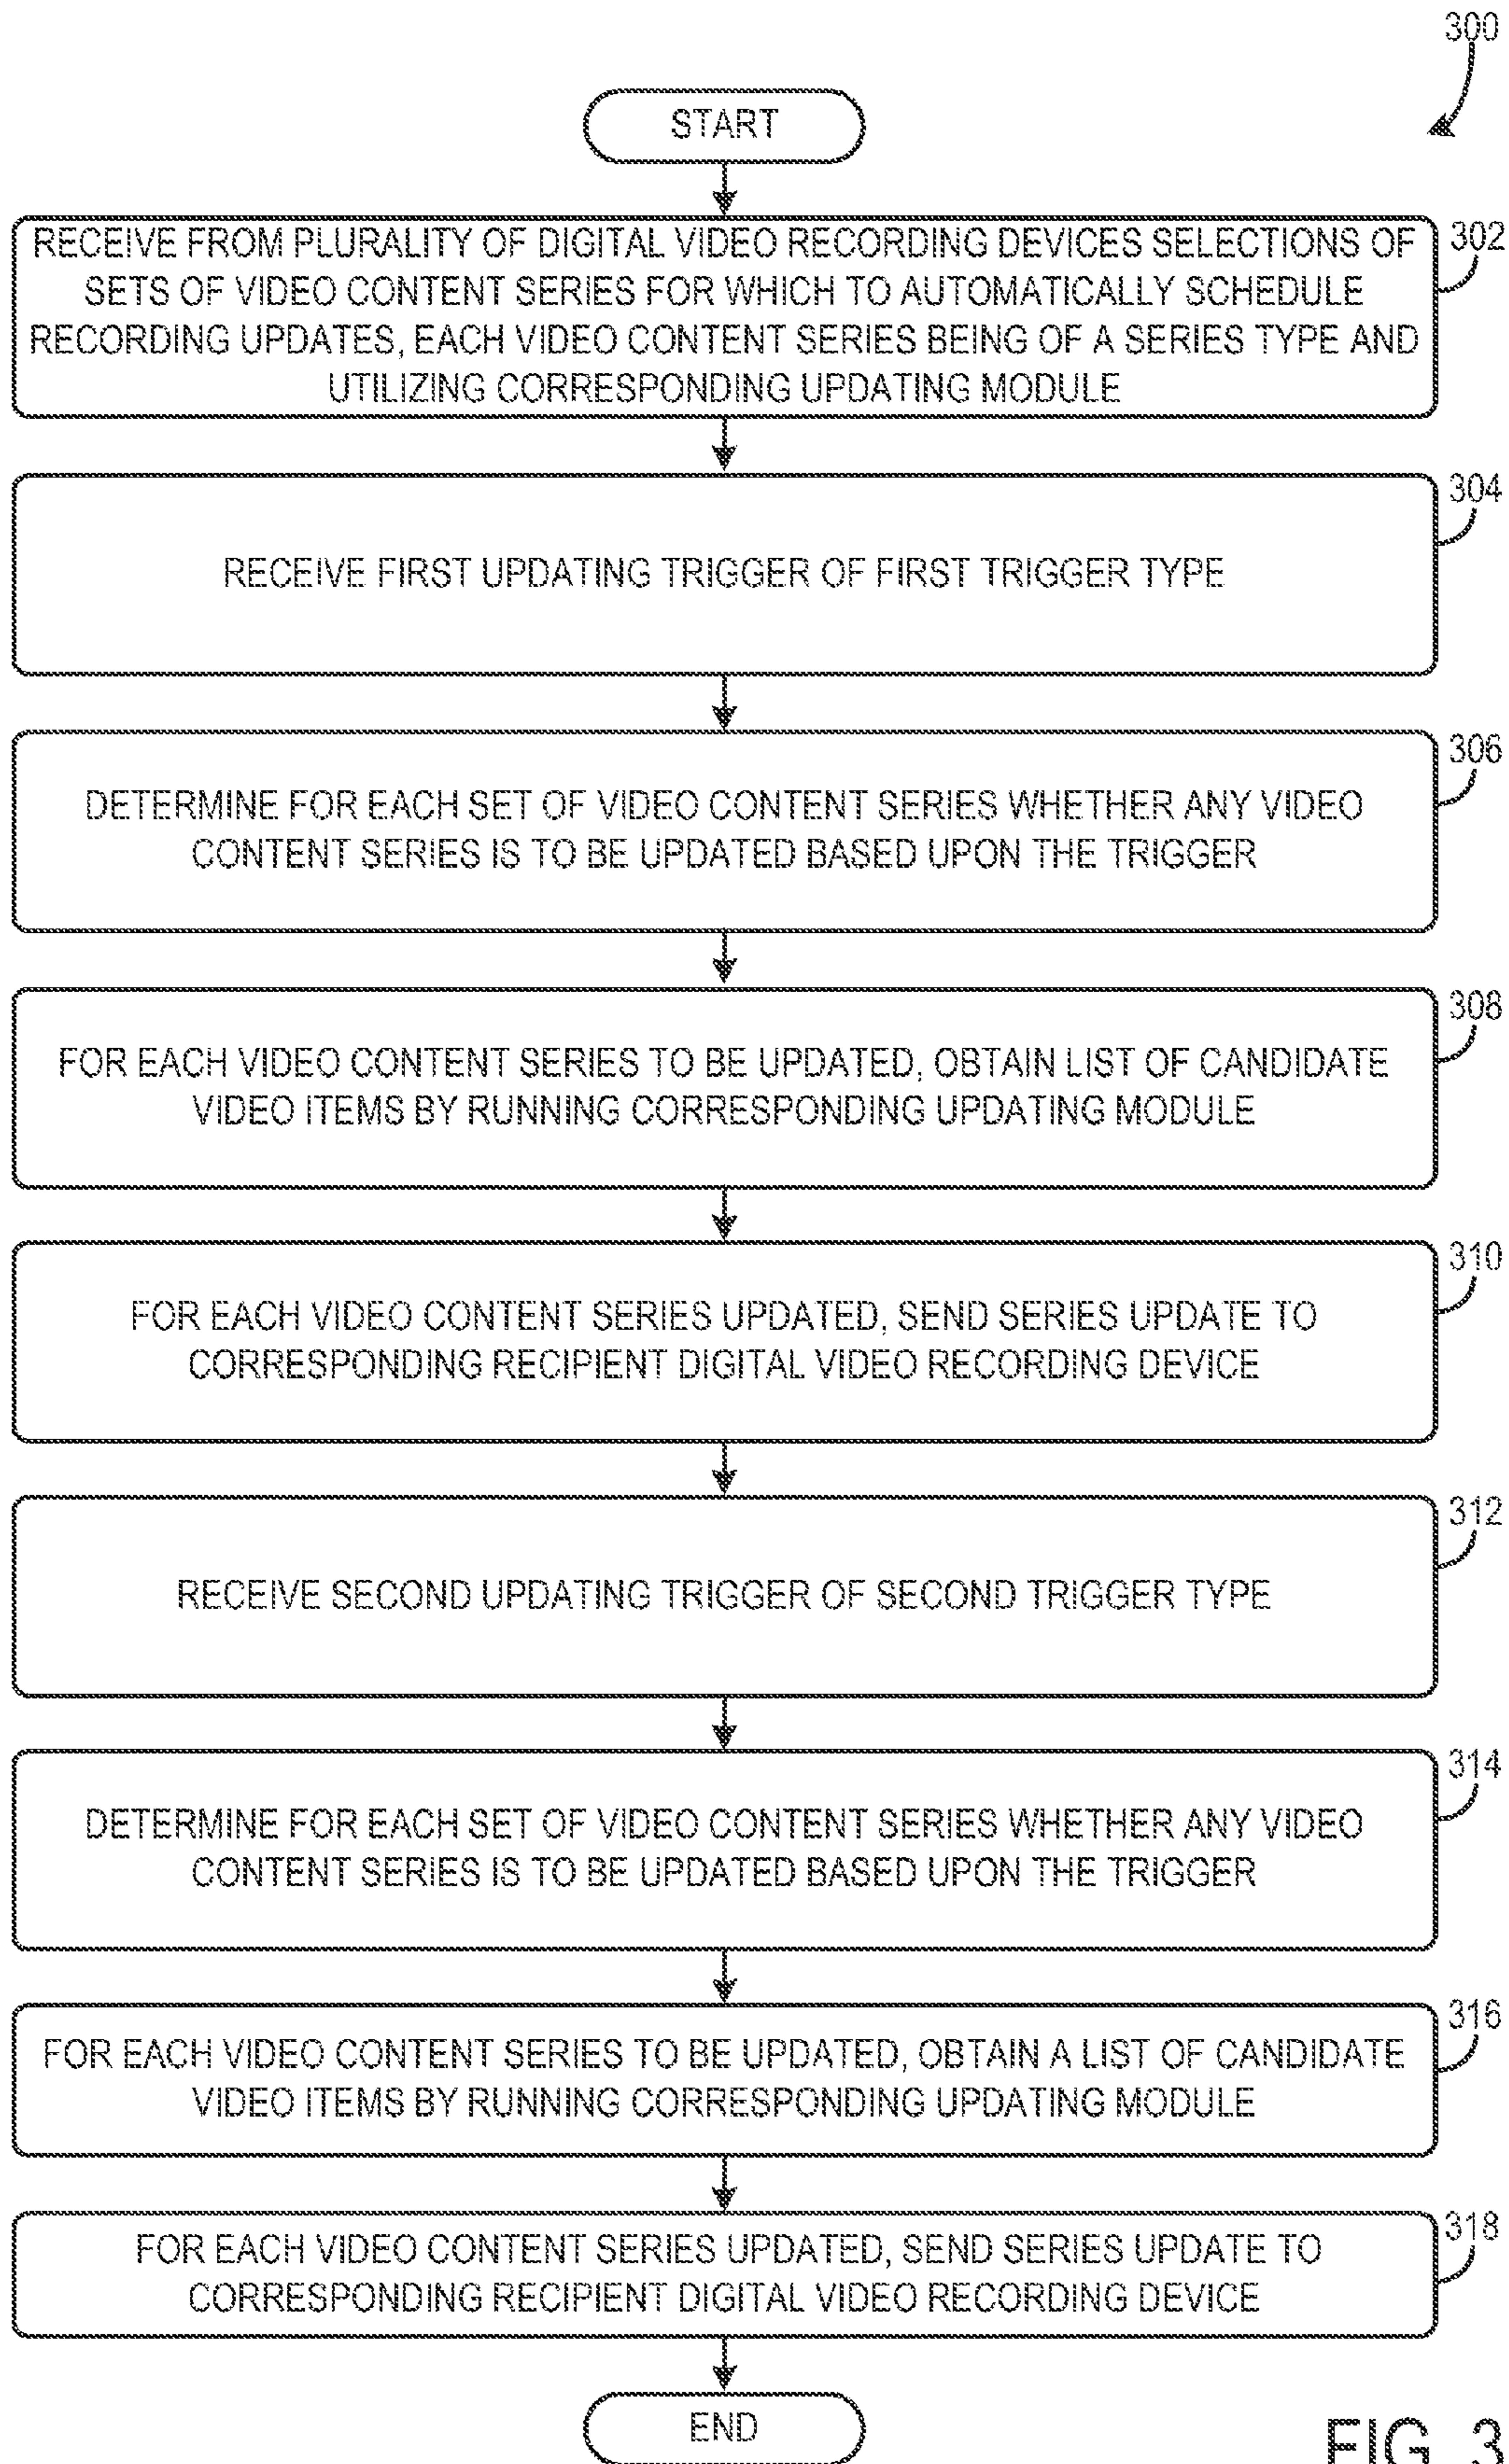 300
START
302
RECEIVE FROM PLURALITY OF DIGITAL VIDEO RECORDING DEVICES SELECTIONS OF
SETS OF VIDEO CONTENT SERIES FOR WHICH TO AUTOMATICALLY SCHEDULE
RECORDING UPDATES, EACH VIDEO CONTENT SERIES BEING OF A SERIES TYPE AND
UTILIZING CORRESPONDING UPDATING MODULE
304
RECEIVE FIRST UPDATING TRIGGER OF FIRST TRIGGER TYPE
306
DETERMINE FOR EACH SET OF VIDEO CONTENT SERIES WHETHER ANY VIDEO
CONTENT SERIES IS TO BE UPDATED BASED UPON THE TRIGGER
308
FOR EACH VIDEO CONTENT SERIES TO BE UPDATED, OBTAIN LIST OF CANDIDATE
VIDEO ITEMS BY RUNNING CORRESPONDING UPDATING MODULE
310
FOR EACH VIDEO CONTENT SERIES UPDATED, SEND SERIES UPDATE TO
CORRESPONDING RECIPIENT DIGITAL VIDEO RECORDING DEVICE
312
RECEIVE SECOND UPDATING TRIGGER OF SECOND TRIGGER TYPE
314
DETERMINE FOR EACH SET OF VIDEO CONTENT SERIES WHETHER ANY VIDEO
CONTENT SERIES IS TO BE UPDATED BASED UPON THE TRIGGER
316
FOR EACH VIDEO CONTENT SERIES TO BE UPDATED, OBTAIN A LIST OF CANDIDATE
VIDEO ITEMS BY RUNNING CORRESPONDING UPDATING MODULE
318
FOR EACH VIDEO CONTENT SERIES UPDATED, SEND SERIES UPDATE TO
CORRESPONDING RECIPIENT DIGITAL VIDEO RECORDING DEVICE
END
FIG. 3